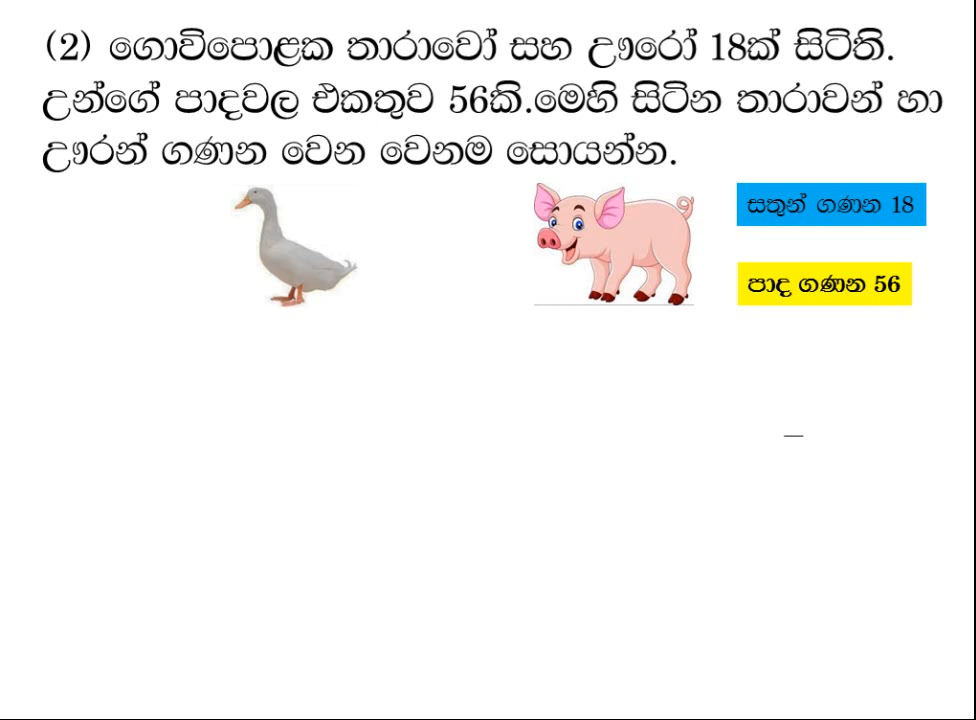 (2) ගොවිපොළක තාරාවෝ සහ ඌරෝ 18ක් සිටිති.
උන්ගේ පාදවල එකතුව 56කි.මෙහි සිටින තාරාවන් හා
ඌරන් ගණන වෙන වෙනම සොයන්න.
සතුන් ගණන 18
පාද ගණන 56